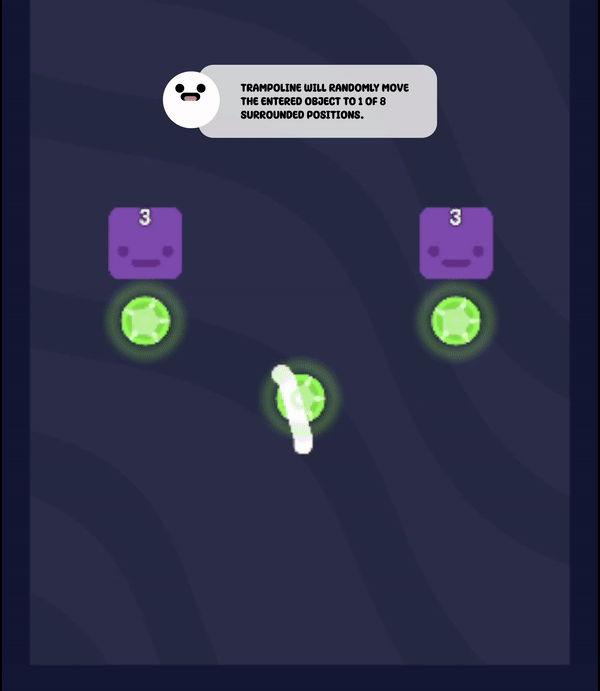 TRAMPOLINE WILL RANDOMLY MOVE
THE ENTERED OBJECT TO 1 OF 8
SURROUNDED POSITIONS.
3 3